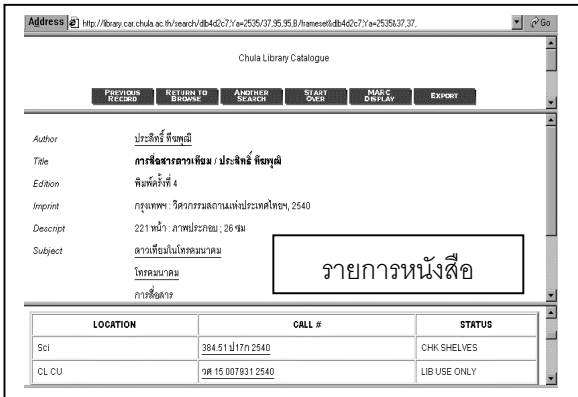 Address http://library.car.chula.ac.th/search/dlb4d2c7;Ya=2535/37,95,95,B/frameset&dlb4d2c7;Ya=2535&37,37, Go
Chula Library Catalogue
PREVIOUS RECORD RETURN TO BROWSE ANOTHER SEARCH START OVER MARC DISPLAY EXPORT
Author ประสิทธิ์ ทีฆพุฒิ
Title การสื่อสารดาวเทียม / ประสิทธิ์ ทีฆพุฒิ
Edition พิมพ์ครั้งที่ 4
Imprint กรุงเทพฯ : วิศวกรรมสถานแห่งประเทศไทยฯ, 2540
Descript 221 หน้า : ภาพประกอบ ; 26 ซม
Subject ดาวเทียมในโทรคมนาคม
โทรคมนาคม
การสื่อสาร
รายการหนังสือ
LOCATION CALL # STATUS
Sci 384.51 ป17ก 2540 CHK SHELVES
CL CU วศ 15 007931 2540 LIB USE ONLY